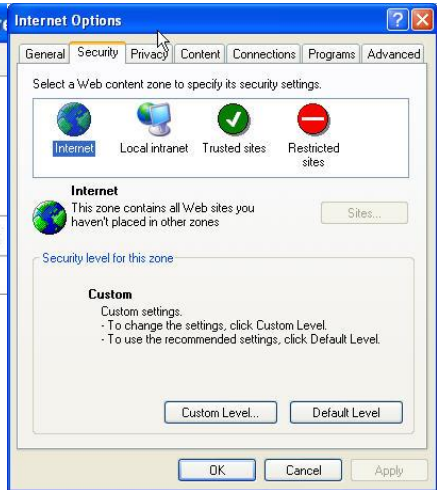 Internet Options
General Security Privacy Content Connections Programs Advanced
Select a Web content zone to specify its security settings.
Internet Local intranet Trusted sites Restricted
sites
Internet
This zone contains all Web sites you
haven't placed in other zones
Sites...
Security level for this zone
Custom
Custom settings.
- To change the settings, click Custom Level.
- To use the recommended settings, click Default Level.
Custom Level... Default Level
OK Cancel Apply